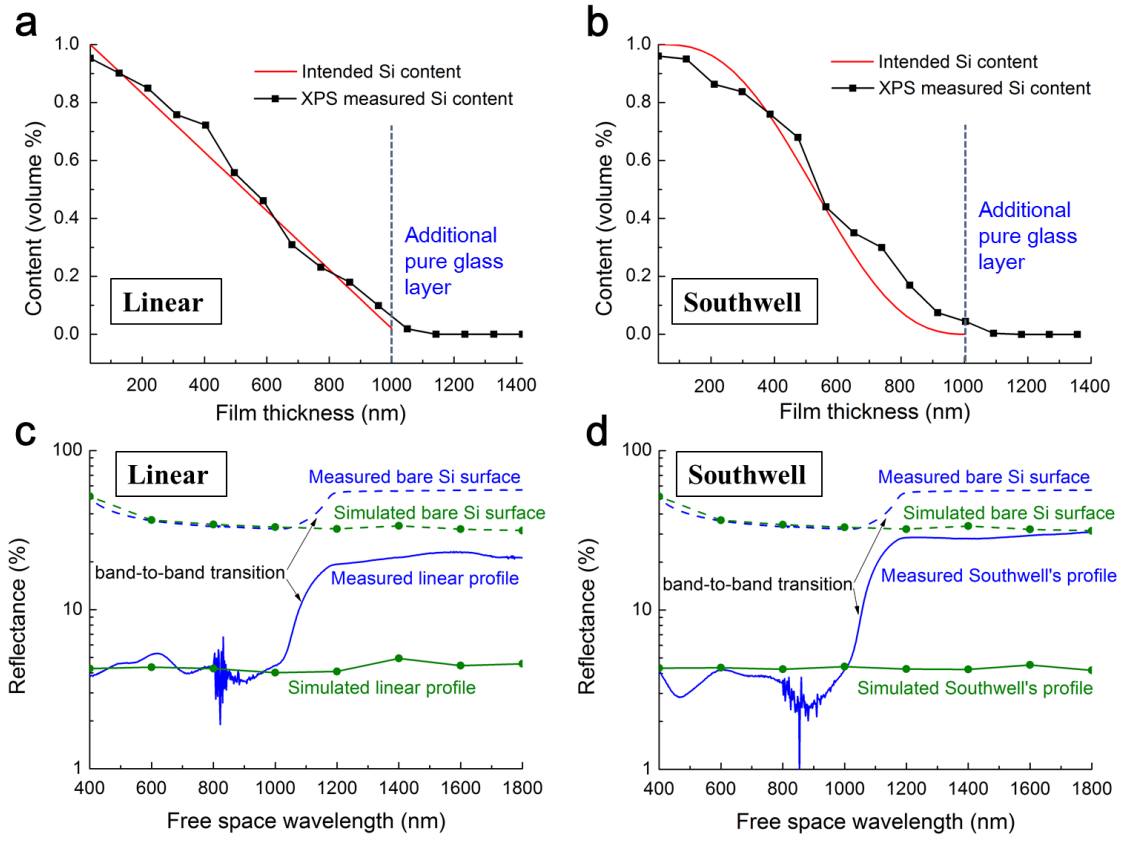 a
1.0
0.8
0.6
0.4
0.2
0.0
Content (volume %)
Intended Si content
XPS measured Si content
Additional
pure glass
layer
Linear
200 400 600 800 1000 1200 1400
Film thickness (nm)
b
1.0
0.8
0.6
0.4
0.2
0.0
Content (volume %)
Intended Si content
XPS measured Si content
Additional
pure glass
layer
Southwell
200 400 600 800 1000 1200 1400
Film thickness (nm)
c
100
10
1
Reflectance (%)
Linear
Measured bare Si surface
Simulated bare Si surface
band-to-band transition
Measured linear profile
Simulated linear profile
400 600 800 1000 1200 1400 1600 1800
Free space wavelength (nm)
d
100
10
1
Reflectance (%)
Southwell
Measured bare Si surface
Simulated bare Si surface
band-to-band transition
Measured Southwell's profile
Simulated Southwell's profile
400 600 800 1000 1200 1400 1600 1800
Free space wavelength (nm)